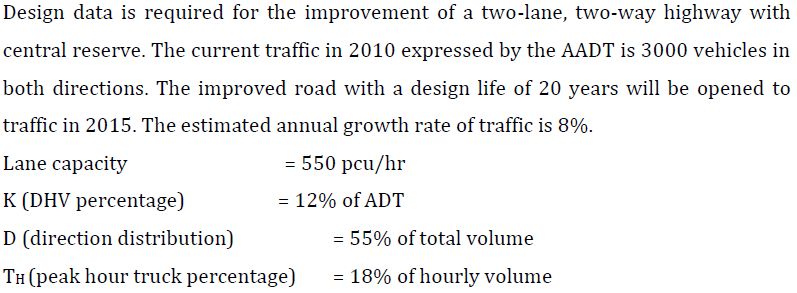 Design data is required for the improvement of a two-lane, two-way highway with
central reserve. The current traffic in 2010 expressed by the AADT is 3000 vehicles in
both directions. The improved road with a design life of 20 years will be opened to
traffic in 2015. The estimated annual growth rate of traffic is 8%.
Lane capacity = 550 pcu/hr
K (DHV percentage) = 12% of ADT
D (direction distribution) = 55% of total volume
TH (peak hour truck percentage) = 18% of hourly volume